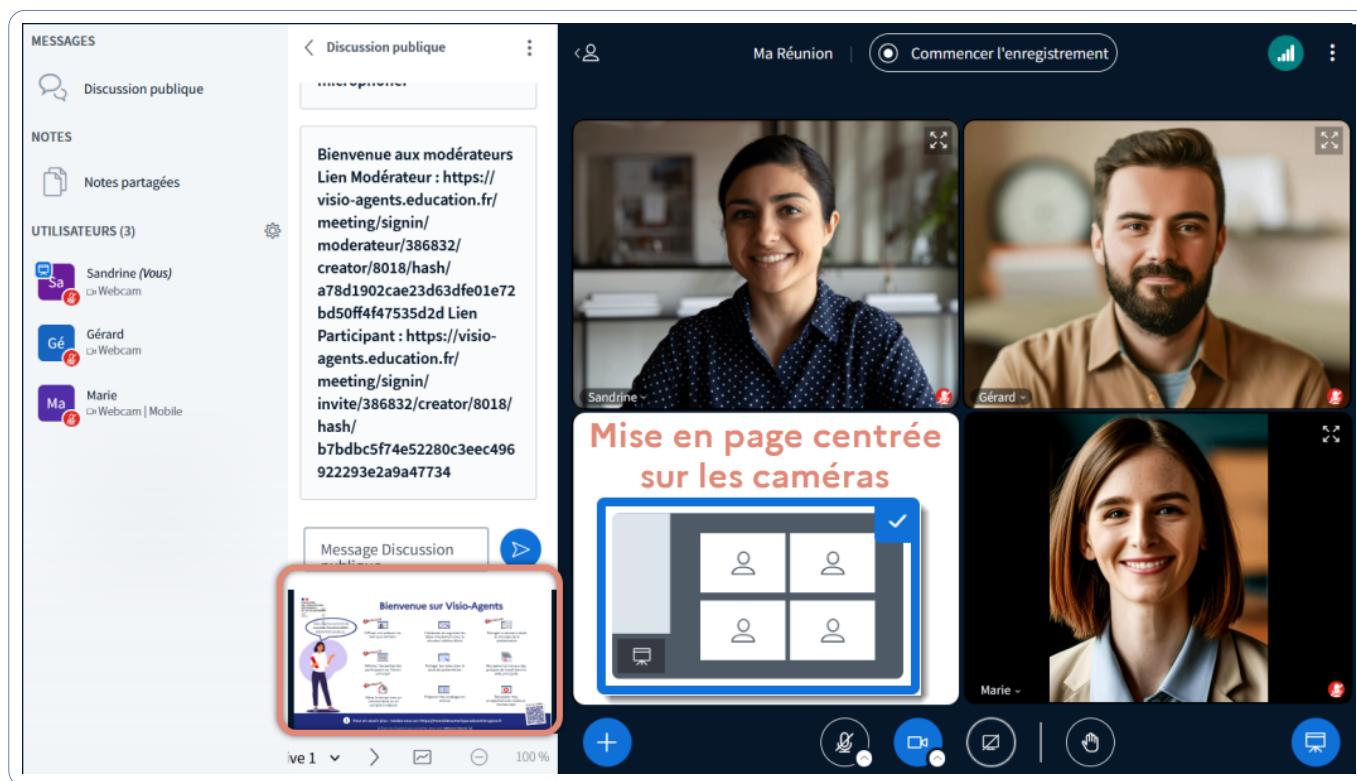 MESSAGES
Discussion publique
NOTES
Notes partagées
UTILISATEURS (3)
Sa
Sandrine (Vous)
Webcam
Gé
Gérard
Webcam
Ma
Marie
Webcam | Mobile
Discussion publique
Bienvenue aux modérateurs
Lien Modérateur : https://
visio-agents.education.fr/
meeting/signin/
moderateur/386832/
creator/8018/hash/
a78d1902cae23d63dfe01e72
bd50ff4f47535d2d Lien
Participant : https://visio-
agents.education.fr/
meeting/signin/
invite/386832/creator/8018/
hash/
b7bdbc5f74e52280c3eec496
922293e2a9a47734
Message Discussion
publique
Bienvenue sur Visio-Agents
ive 1
100 %
Ma Réunion
Commencer l'enregistrement
Sandrine
Gérard
Mise en page centrée
sur les caméras
Marie